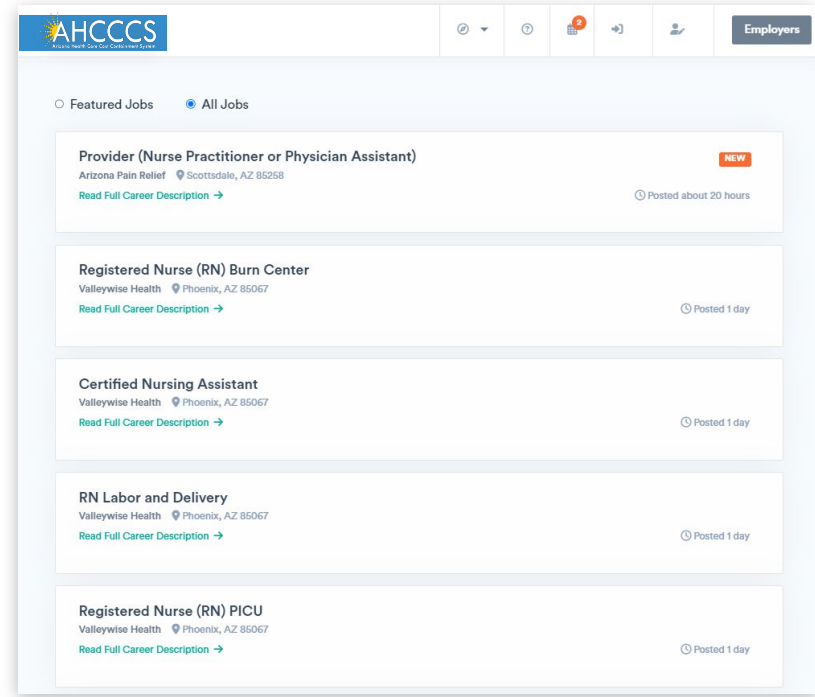 AHCCCS
Arizona Health Care Cost Containment System
2
Employers
Featured Jobs
All Jobs
Provider (Nurse Practitioner or Physician Assistant)
NEW
Arizona Pain Relief Scottsdale, AZ 85258
Read Full Career Description →
Posted about 20 hours
Registered Nurse (RN) Burn Center
Valleywise Health Phoenix, AZ 85067
Read Full Career Description →
Posted 1 day
Certified Nursing Assistant
Valleywise Health Phoenix, AZ 85067
Read Full Career Description →
Posted 1 day
RN Labor and Delivery
Valleywise Health Phoenix, AZ 85067
Read Full Career Description →
Posted 1 day
Registered Nurse (RN) PICU
Valleywise Health Phoenix, AZ 85067
Read Full Career Description →
Posted 1 day